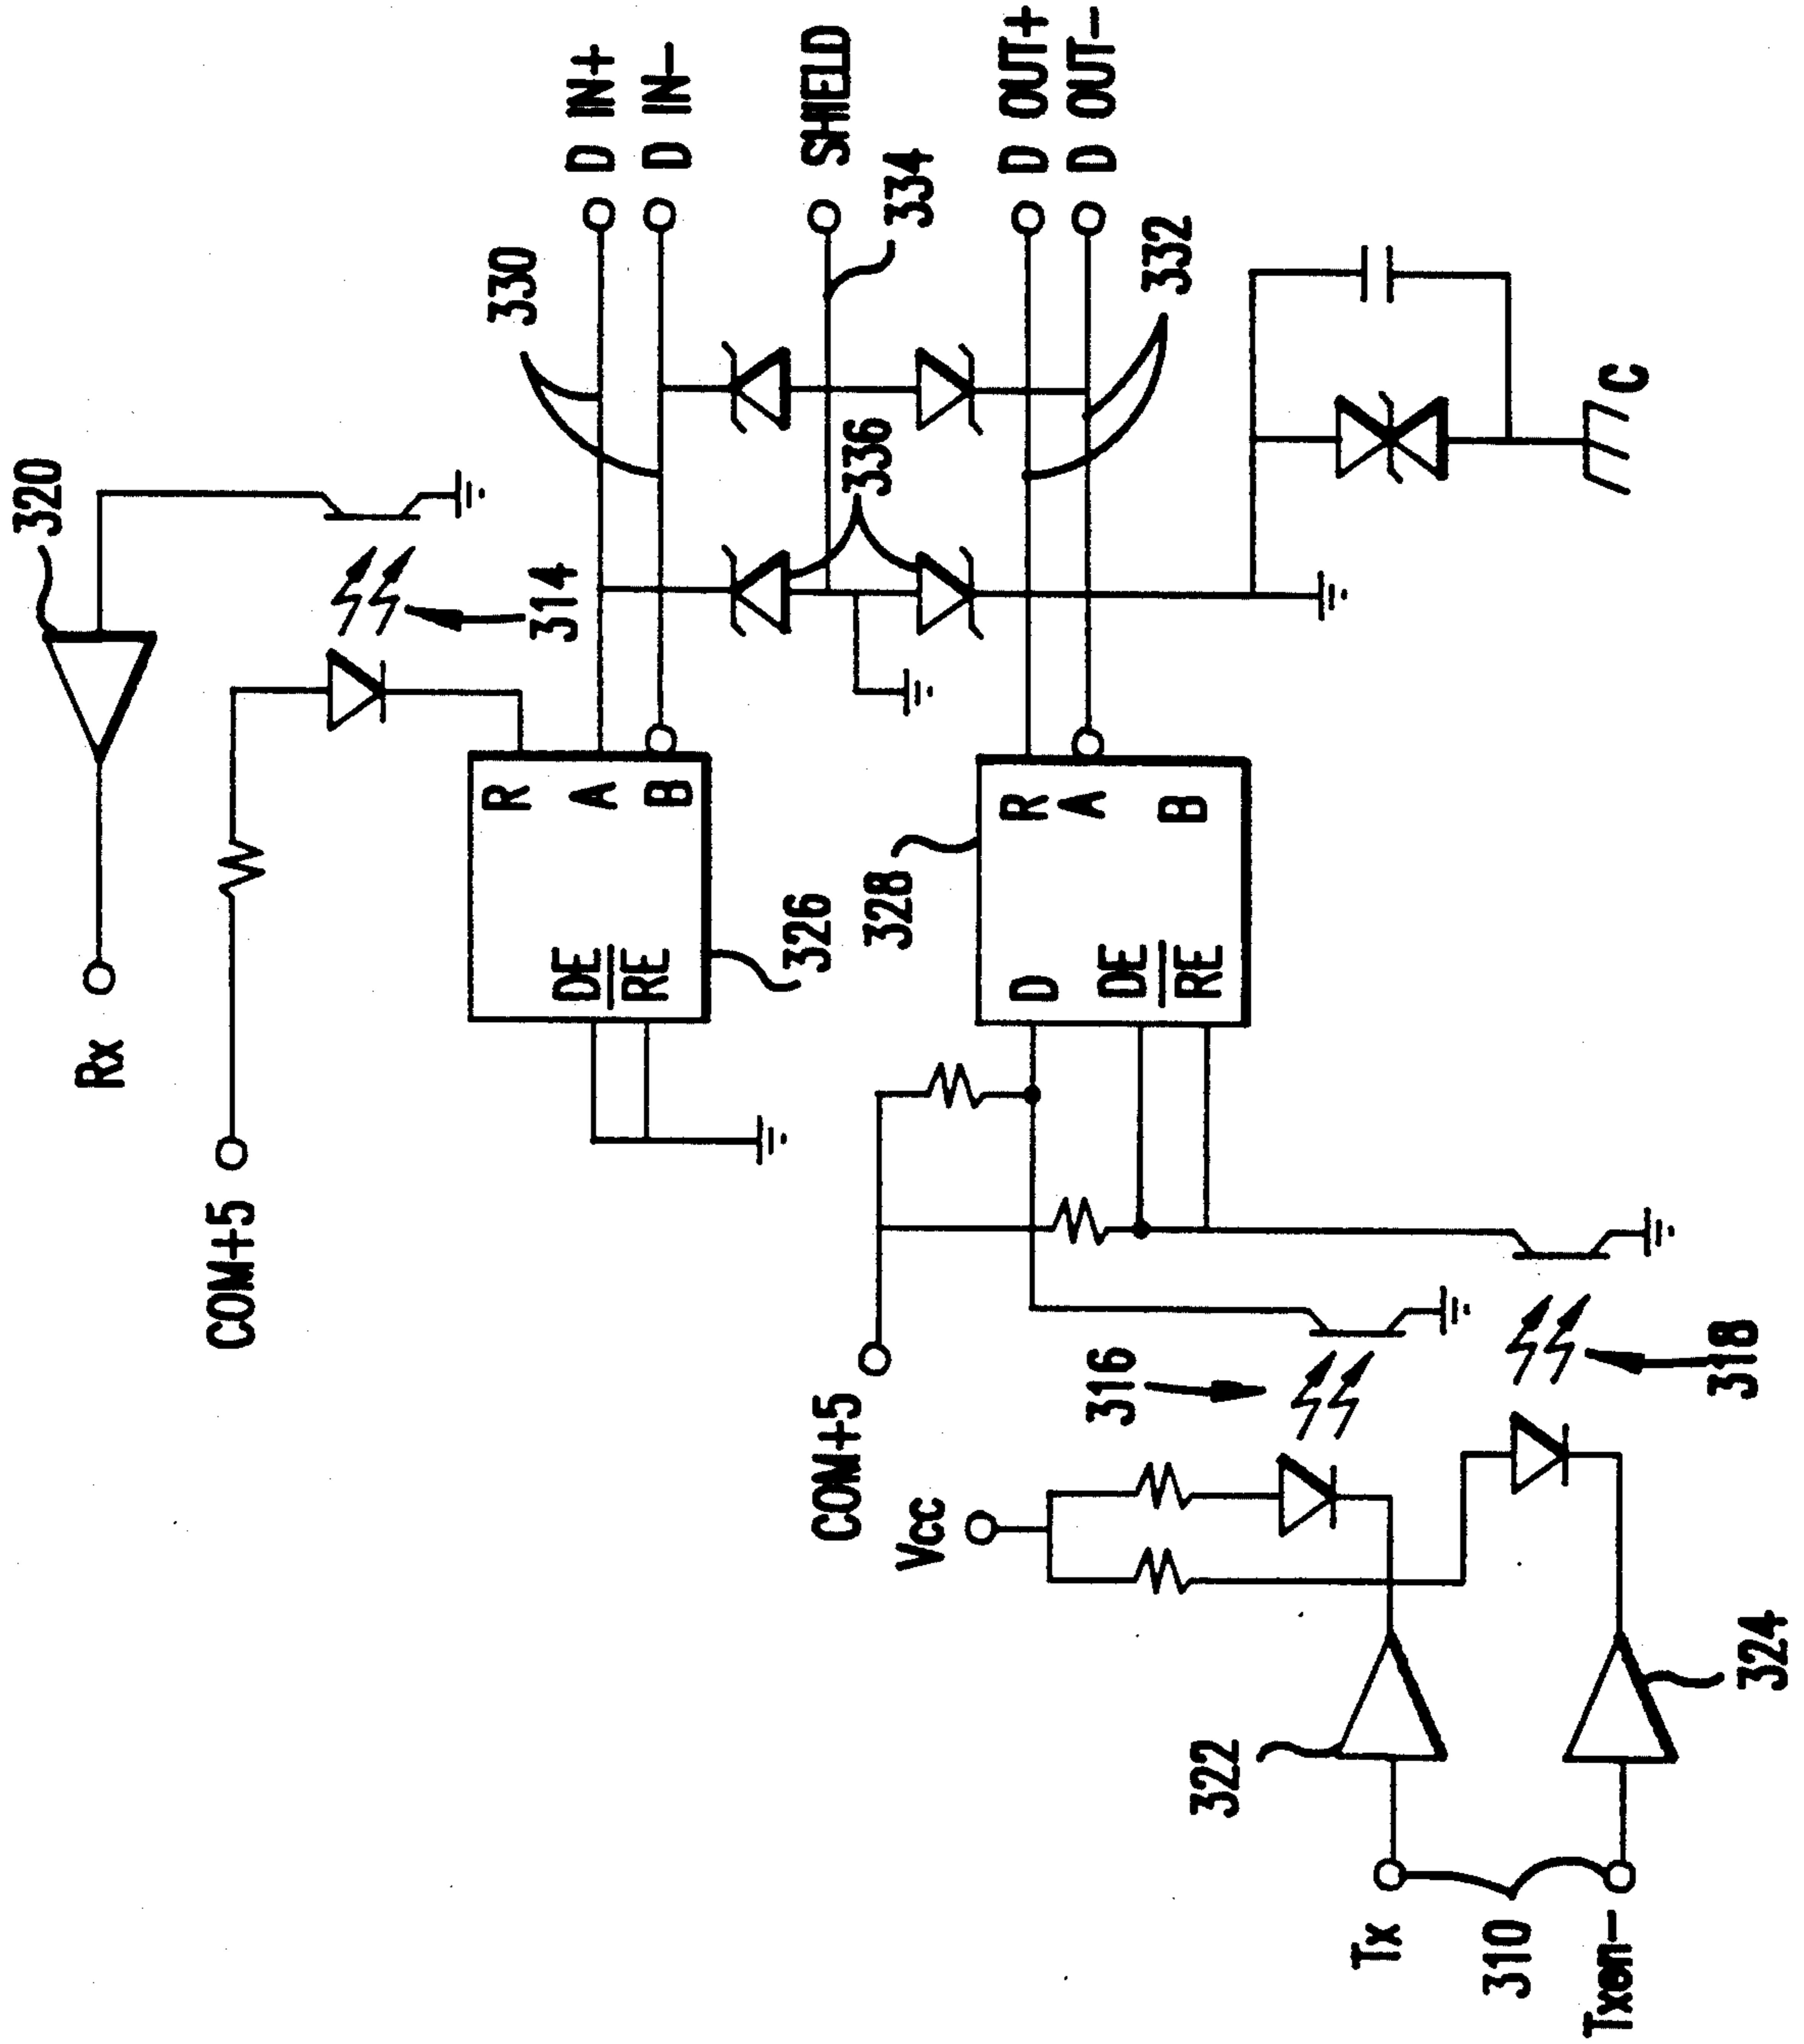 320
Rx
COM+5
314
330
D IN+
D IN−
R
A
B
DE
RE
326
SHIELD
334
336
328
D OUT+
D OUT−
332
R
A
B
D
DE
RE
COM+5
Vcc
316
318
C
322
324
Tx
310
Txen−